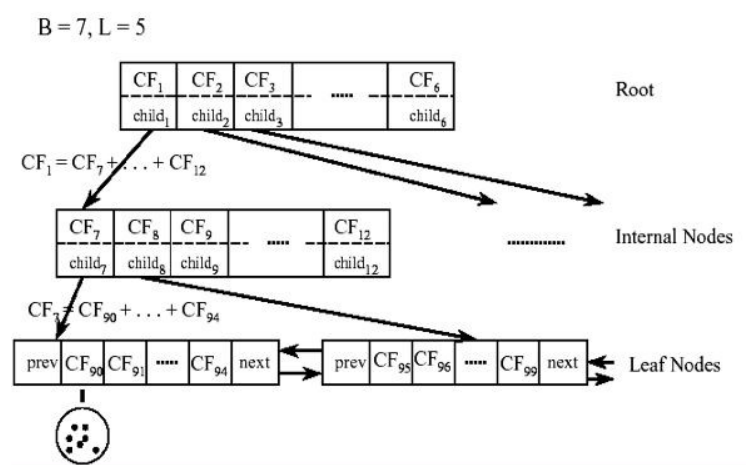 B = 7, L = 5
CF₁ CF₂ CF₃ ..... CF₆
child₁ child₂ child₃ child₆
Root
CF₁ = CF₇ + . . . + CF₁₂
CF₇ CF₈ CF₉ ..... CF₁₂
child₇ child₈ child₉ child₁₂
.............
Internal Nodes
CF₇ = CF₉₀ + . . . + CF₉₄
prev CF₉₀ CF₉₁ ..... CF₉₄ next
prev CF₉₅ CF₉₆ ..... CF₉₉ next
Leaf Nodes